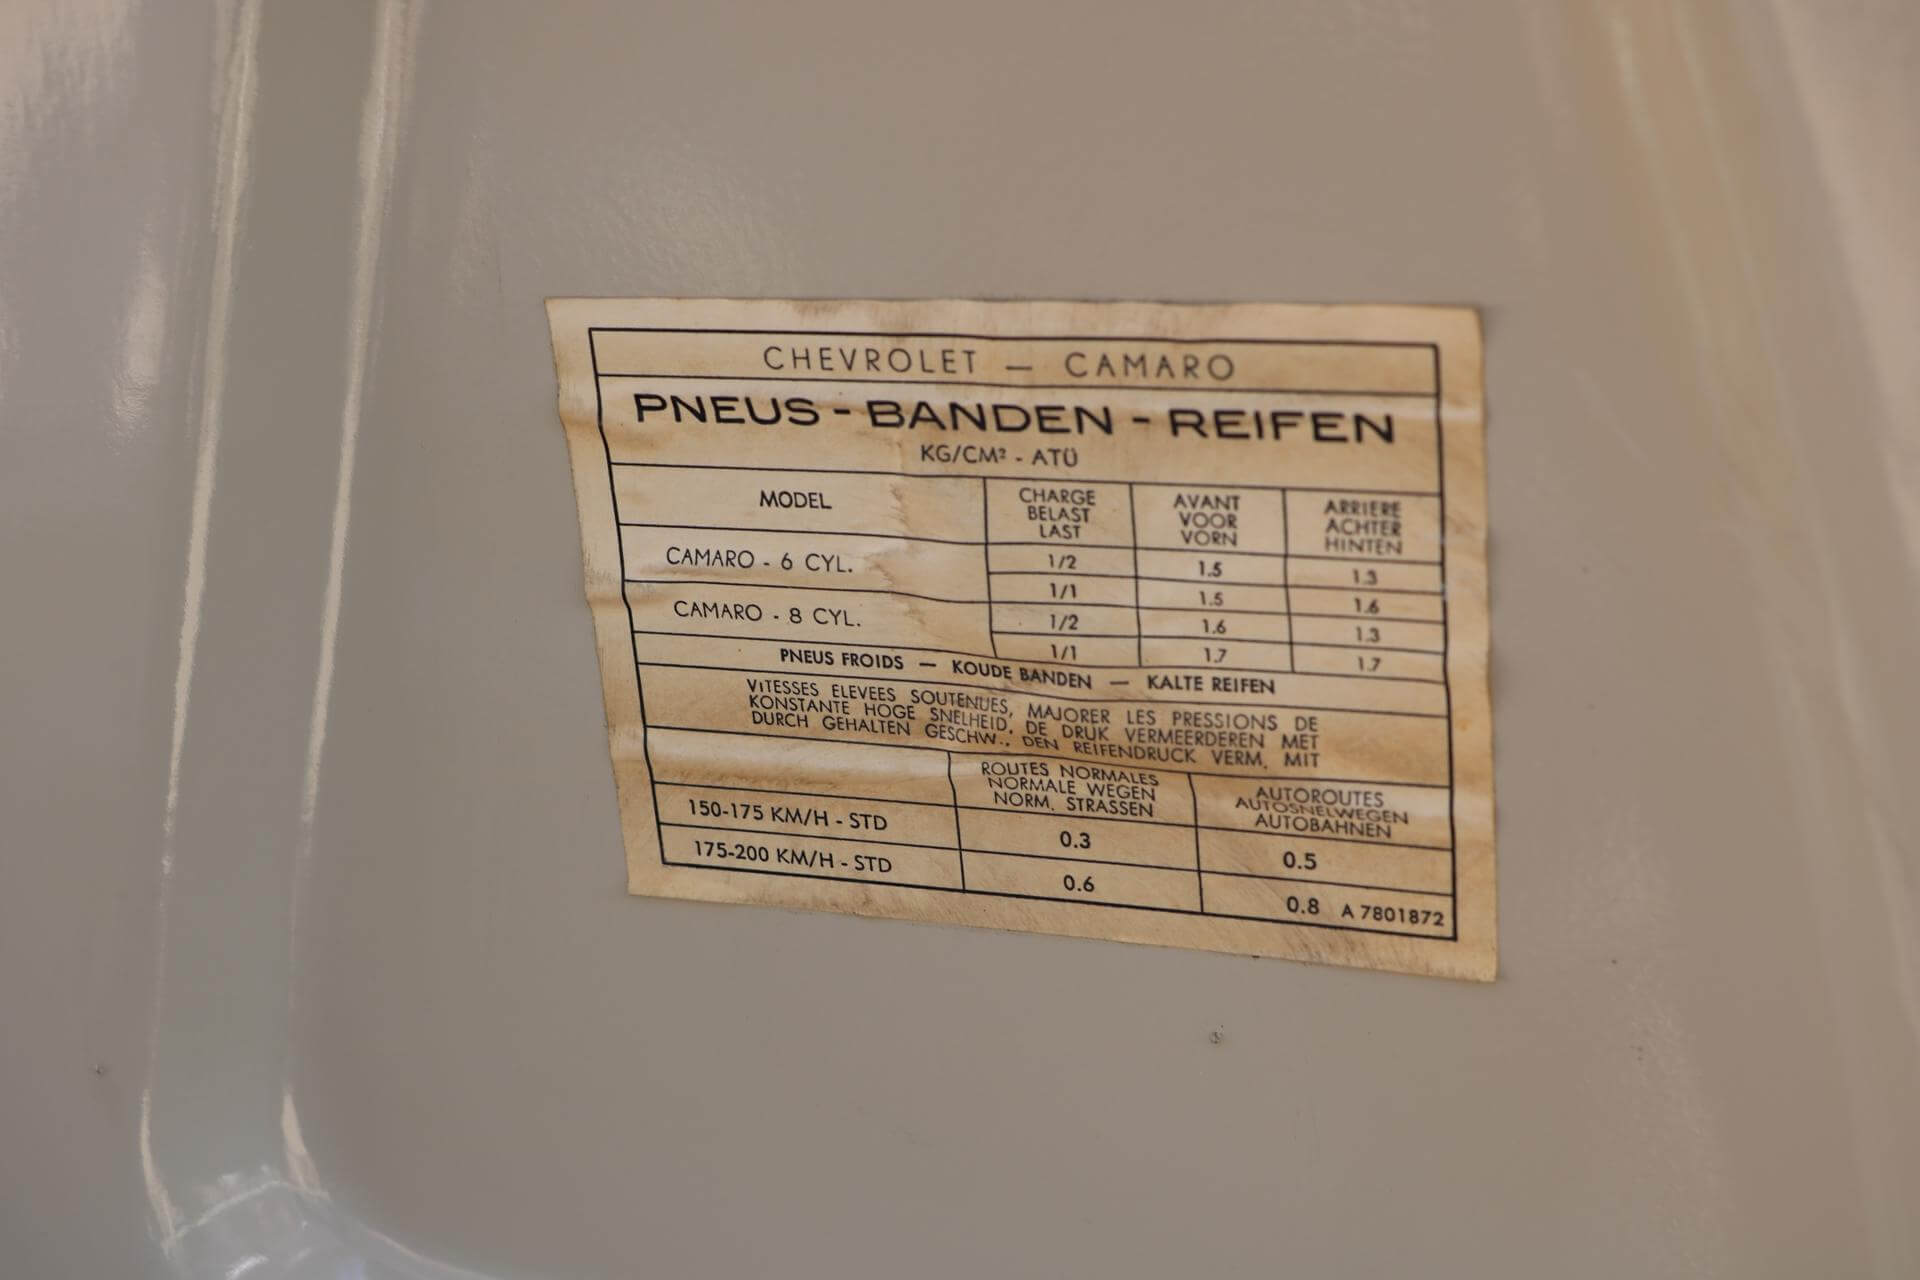 CHEVROLET — CAMARO
PNEUS - BANDEN - REIFEN
KG/CM² - ATÜ
MODEL
CHARGE
BELAST
LAST
AVANT
VOOR
VORN
ARRIERE
ACHTER
HINTEN
CAMARO - 6 CYL.
1/2 1.5 1.3
1/1 1.5 1.6
CAMARO - 8 CYL.
1/2 1.6 1.3
1/1 1.7 1.7
PNEUS FROIDS — KOUDE BANDEN — KALTE REIFEN
VITESSES ELEVEES SOUTENUES, MAJORER LES PRESSIONS DE
KONSTANTE HOGE SNELHEID, DE DRUK VERMEERDEREN MET
DURCH GEHALTEN GESCHW., DEN REIFENDRUCK VERM. MIT
ROUTES NORMALES
NORMALE WEGEN
NORM. STRASSEN
AUTOROUTES
AUTOSNELWEGEN
AUTOBAHNEN
150-175 KM/H - STD 0.3 0.5
175-200 KM/H - STD 0.6 0.8 A 7801872